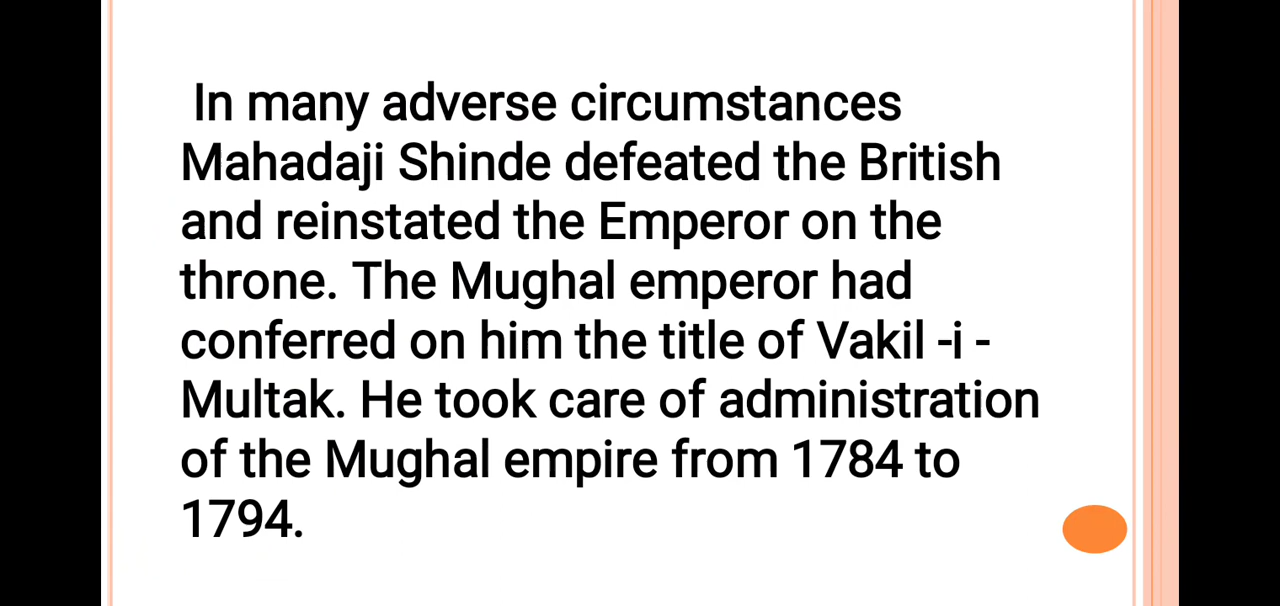 In many adverse circumstances
Mahadaji Shinde defeated the British
and reinstated the Emperor on the
throne. The Mughal emperor had
conferred on him the title of Vakil -i -
Multak. He took care of administration
of the Mughal empire from 1784 to
1794.